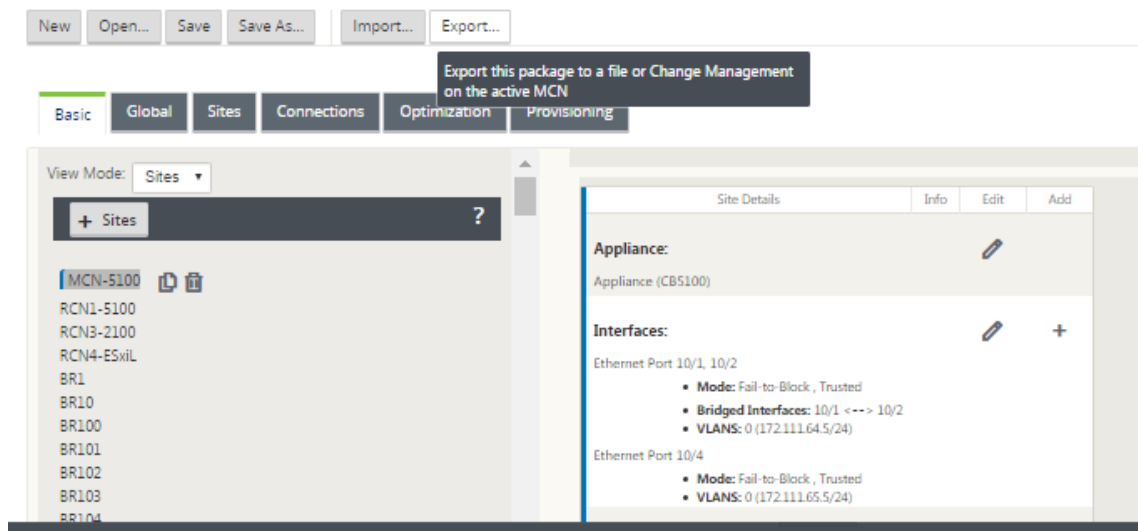 New Open... Save Save As... Import... Export...
Export this package to a file or Change Management
on the active MCN
Basic Global Sites Connections Optimization Provisioning
View Mode: Sites
+ Sites ?
MCN-5100
RCN1-5100
RCN3-2100
RCN4-ESxiL
BR1
BR10
BR100
BR101
BR102
BR103
BR104
Site Details Info Edit Add
Appliance:
Appliance (CB5100)
Interfaces:
Ethernet Port 10/1, 10/2
• Mode: Fail-to-Block , Trusted
• Bridged Interfaces: 10/1 <--> 10/2
• VLANS: 0 (172.111.64.5/24)
Ethernet Port 10/4
• Mode: Fail-to-Block , Trusted
• VLANS: 0 (172.111.65.5/24)